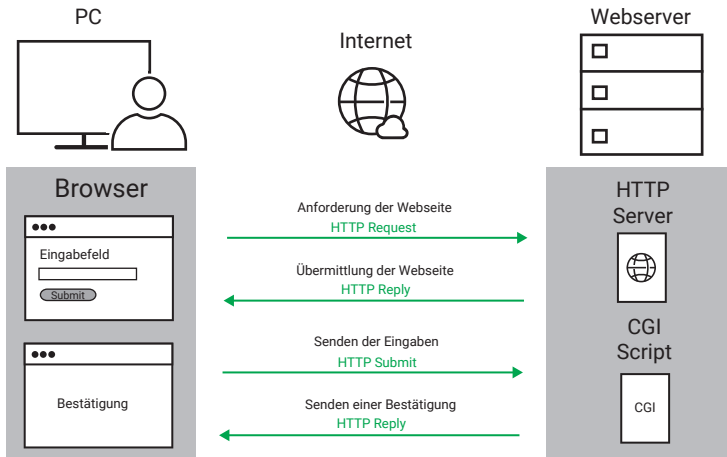 PC
Internet
Webserver
Browser
HTTP
Server
Eingabefeld
Submit
Anforderung der Webseite
HTTP Request
Übermittlung der Webseite
HTTP Reply
CGI
Script
Bestätigung
Senden der Eingaben
HTTP Submit
Senden einer Bestätigung
HTTP Reply
CGI